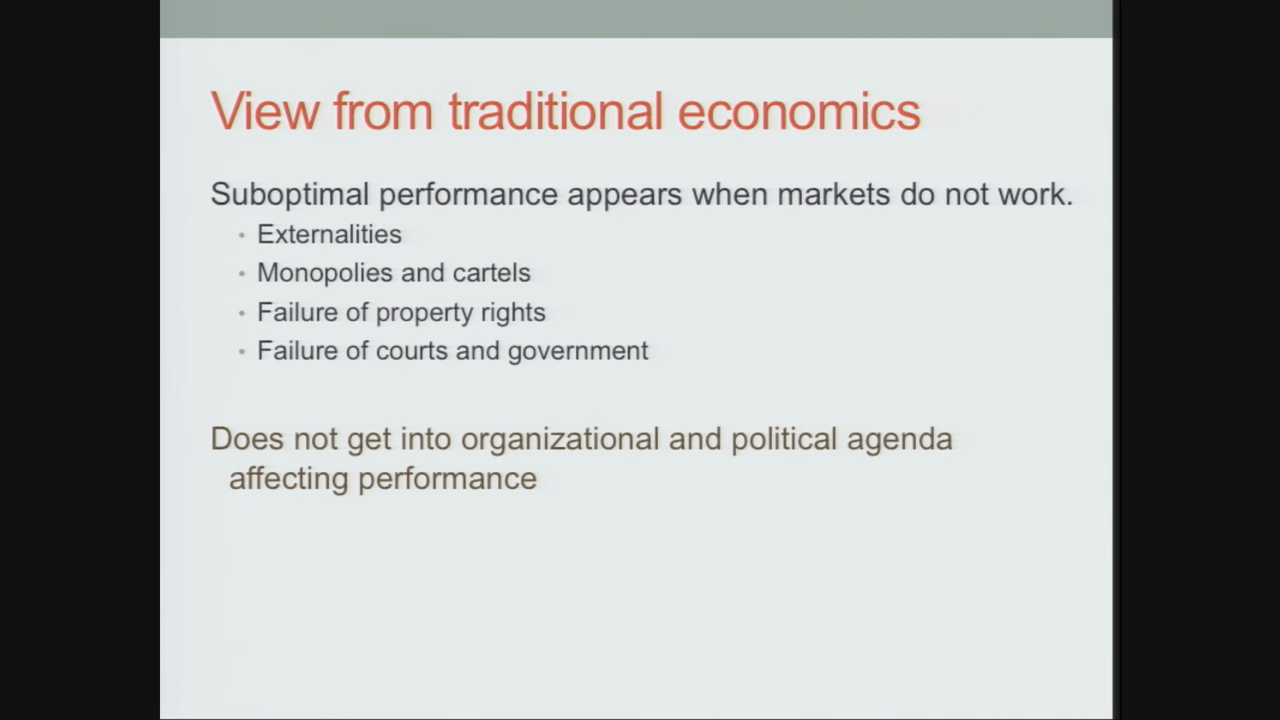 View from traditional economics
Suboptimal performance appears when markets do not work.
• Externalities
• Monopolies and cartels
• Failure of property rights
• Failure of courts and government
Does not get into organizational and political agenda
affecting performance